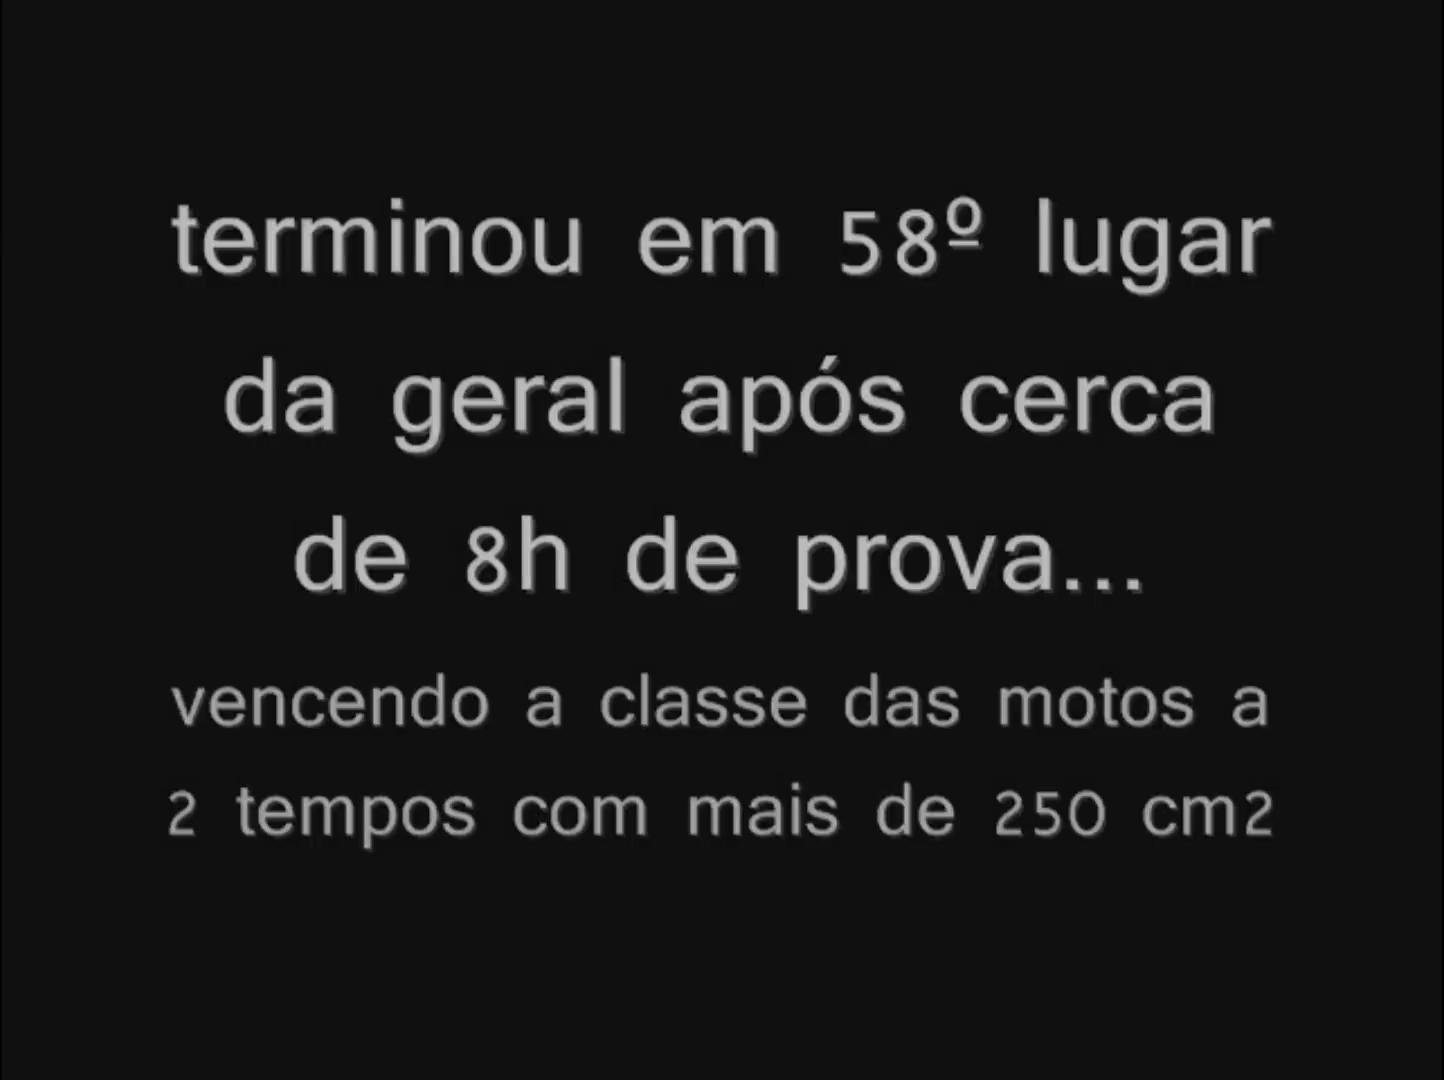 terminou em 58º lugar
da geral após cerca
de 8h de prova...
vencendo a classe das motos a
2 tempos com mais de 250 cm2